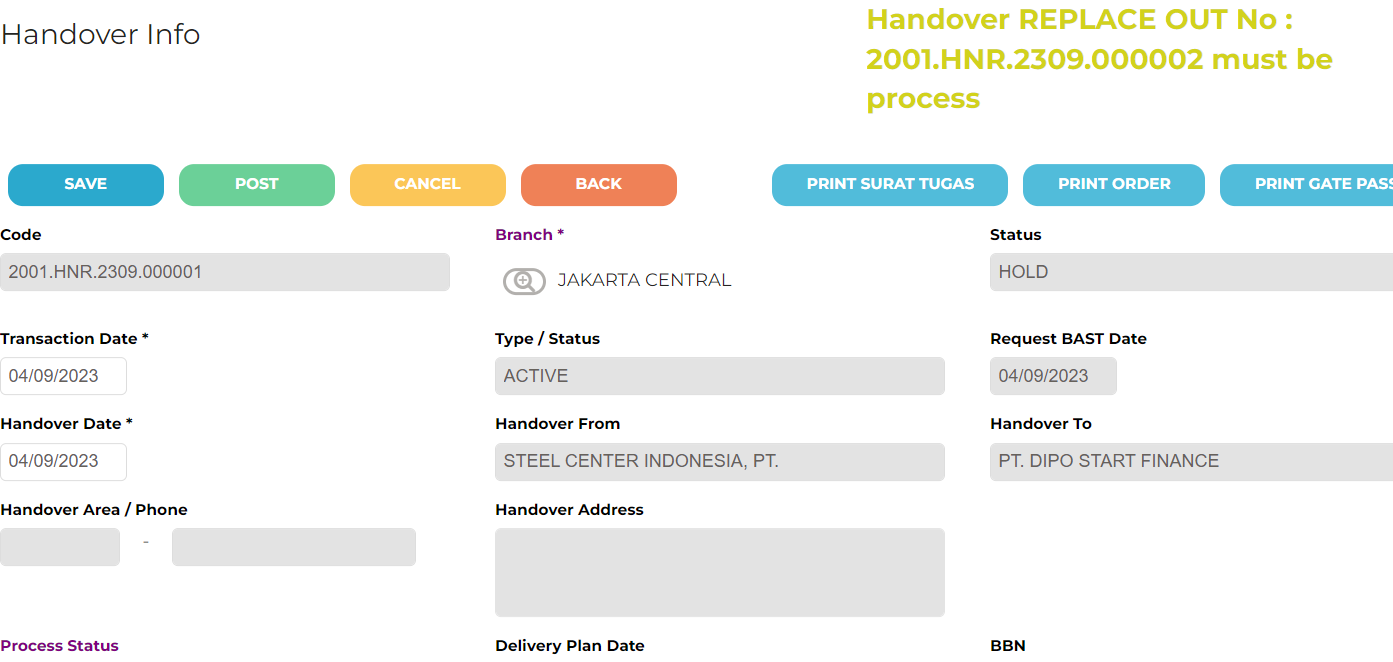 Handover Info
Handover REPLACE OUT No :
2001.HNR.2309.000002 must be
process
SAVE POST CANCEL BACK PRINT SURAT TUGAS PRINT ORDER PRINT GATE PASS
Code Branch * Status
2001.HNR.2309.000001 JAKARTA CENTRAL HOLD
Transaction Date * Type / Status Request BAST Date
04/09/2023 ACTIVE 04/09/2023
Handover Date * Handover From Handover To
04/09/2023 STEEL CENTER INDONESIA, PT. PT. DIPO START FINANCE
Handover Area / Phone Handover Address
-
Process Status Delivery Plan Date BBN